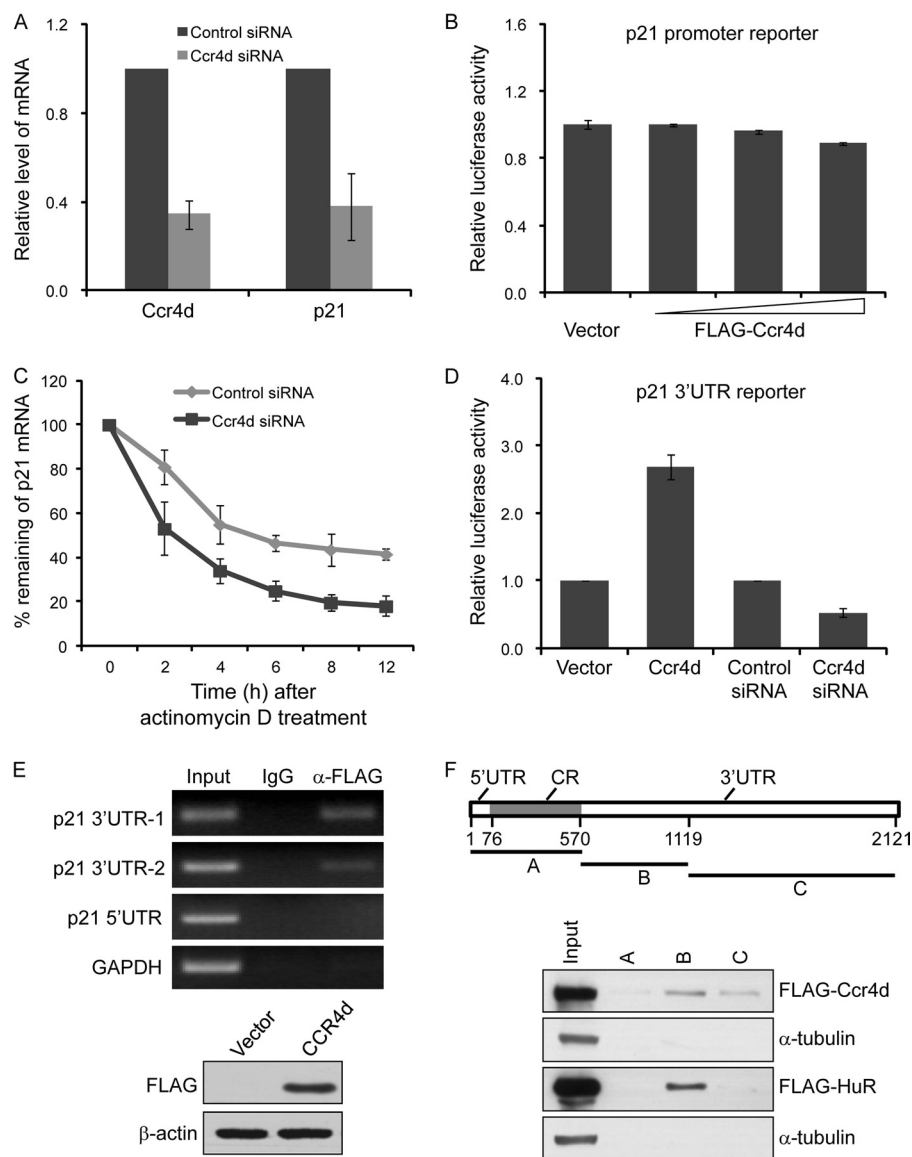 A
Control siRNA
Ccr4d siRNA
Relative level of mRNA
1.2
0.8
0.4
0.0
Ccr4d p21
B
p21 promoter reporter
Relative luciferase activity
1.6
1.2
0.8
0.4
0.0
Vector FLAG-Ccr4d
C
Control siRNA
Ccr4d siRNA
% remaining of p21 mRNA
120
100
80
60
40
20
0
0 2 4 6 8 12
Time (h) after
actinomycin D treatment
D
p21 3'UTR reporter
Relative luciferase activity
4.0
3.0
2.0
1.0
0.0
Vector Ccr4d Control siRNA Ccr4d siRNA
E
Input IgG α-FLAG
p21 3'UTR-1
p21 3'UTR-2
p21 5'UTR
GAPDH
Vector CCR4d
FLAG
β-actin
F
5'UTR CR 3'UTR
1 76 570 1119 2121
A
B
C
Input A B C
FLAG-Ccr4d
α-tubulin
FLAG-HuR
α-tubulin